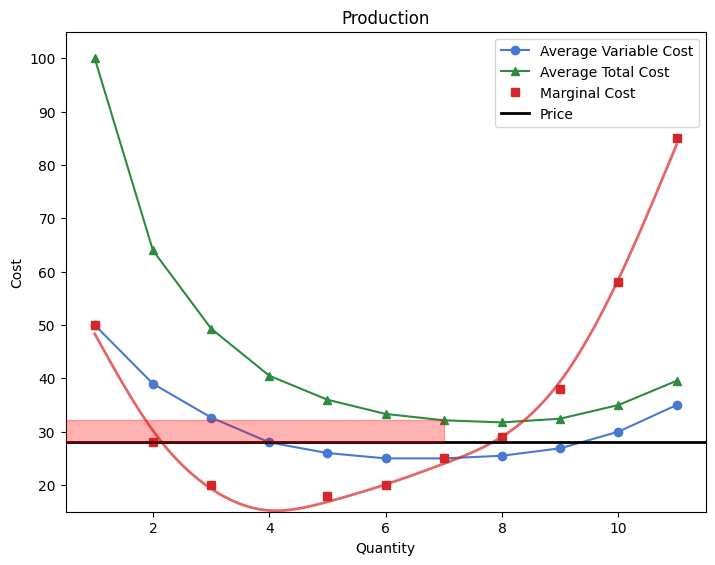 Production
Average Variable Cost
Average Total Cost
Marginal Cost
Price
Cost
100
90
80
70
60
50
40
30
20
2 4 6 8 10
Quantity